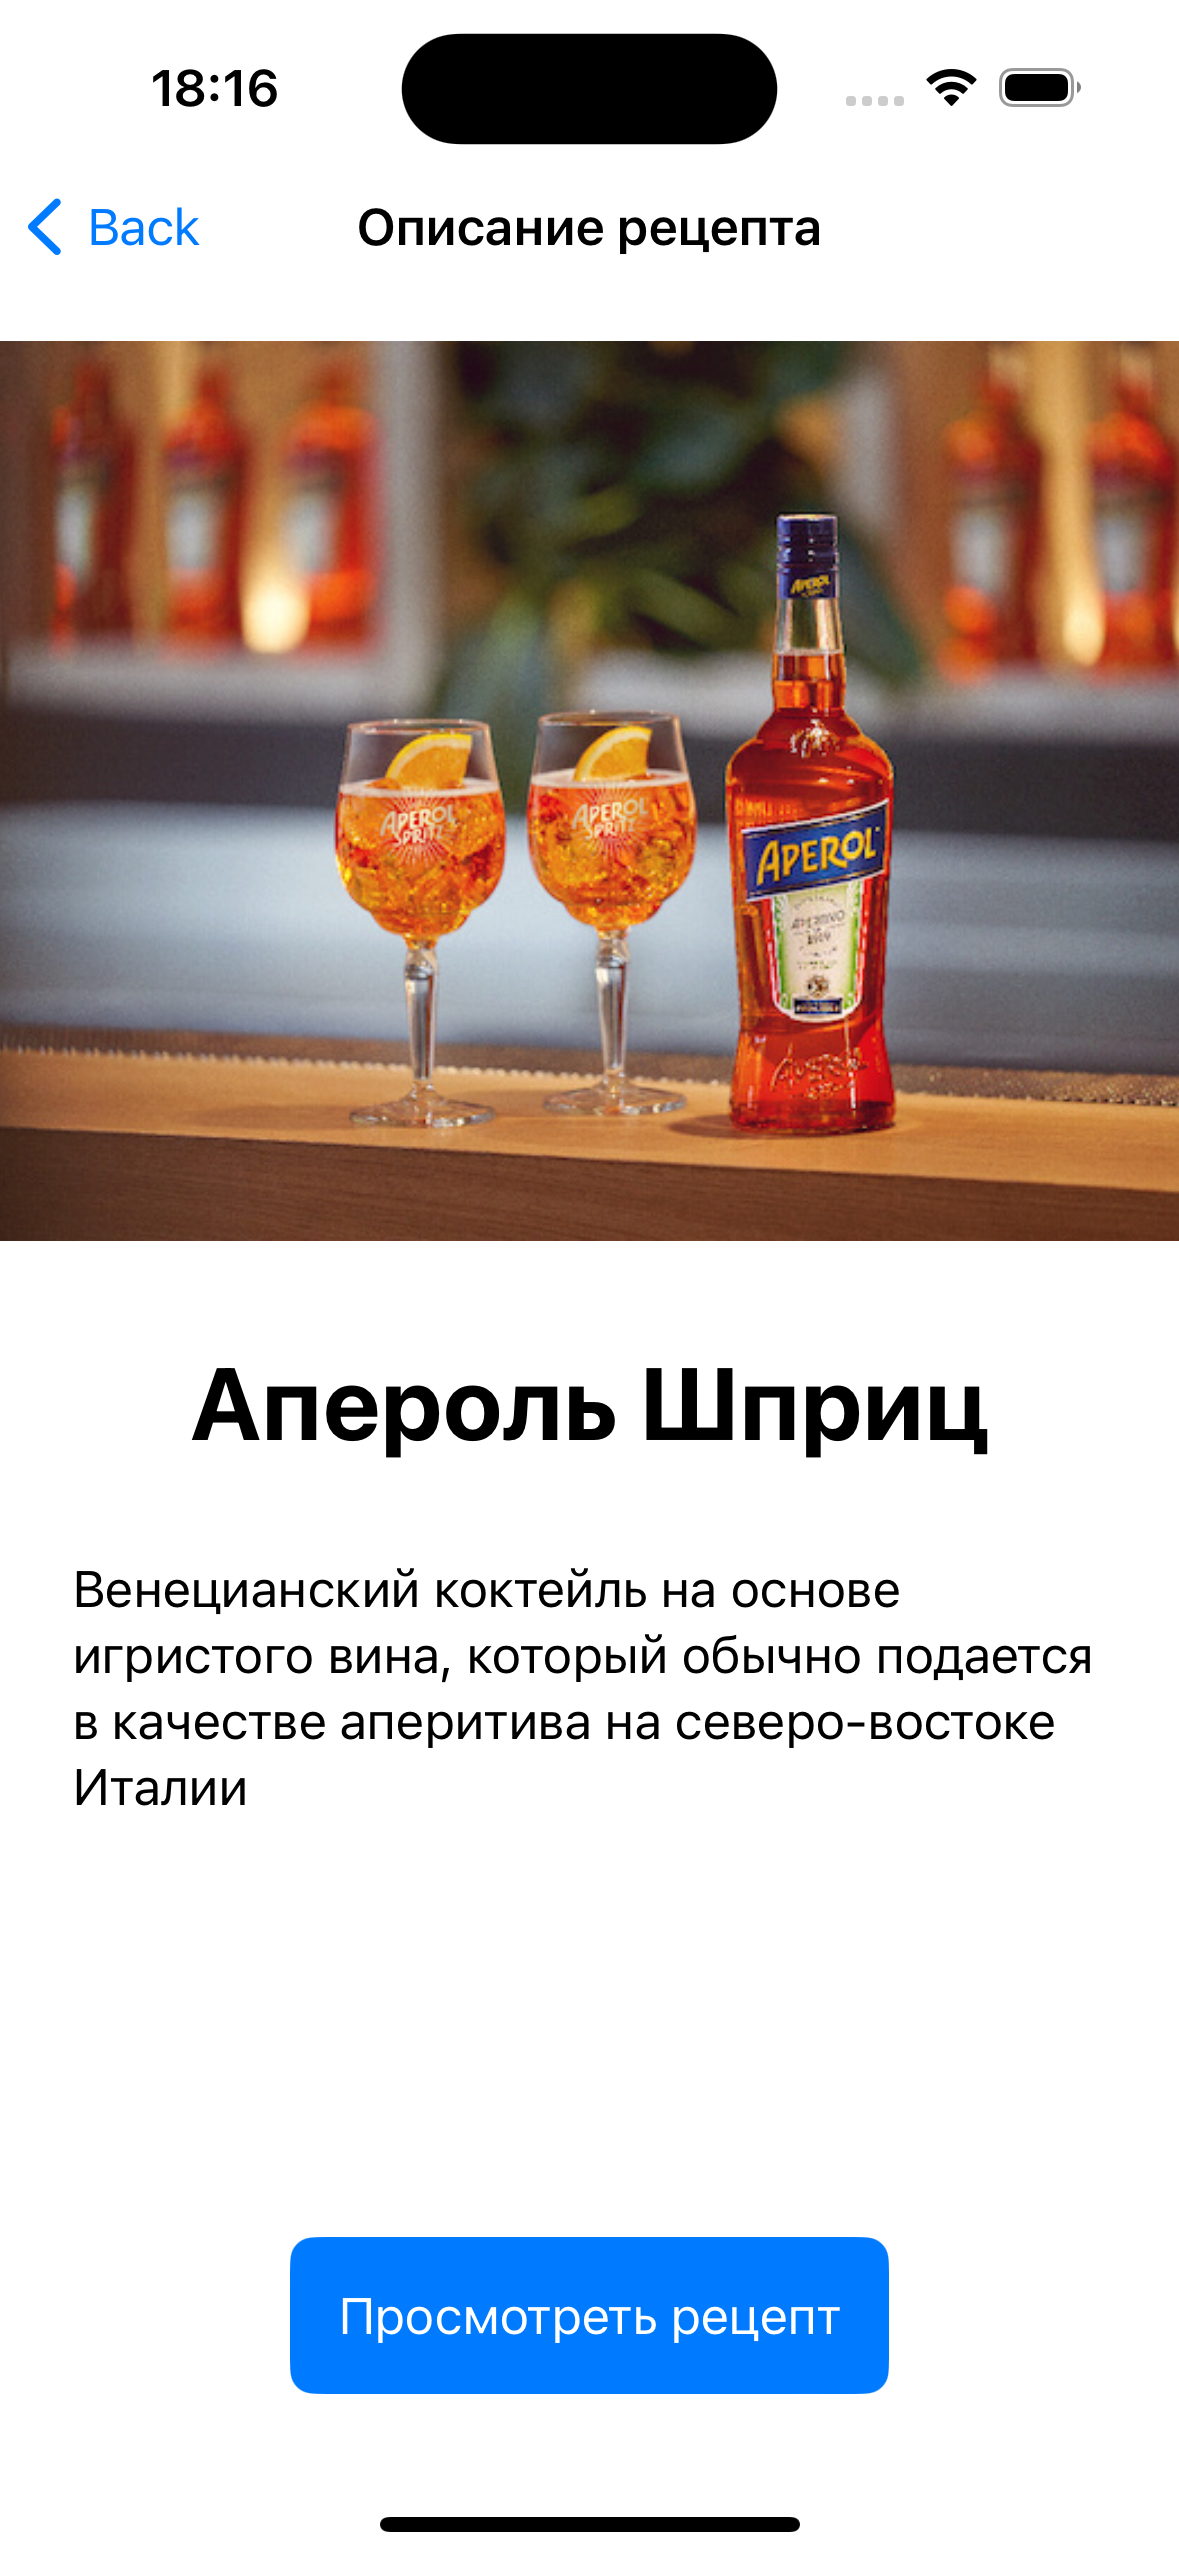 18:16
Back
Описание рецепта
APEROL
APEROL
SPRITZ
APEROL
SPRITZ
APEROL
Апероль Шприц
Венецианский коктейль на основе
игристого вина, который обычно подается
в качестве аперитива на северо-востоке
Италии
Просмотреть рецепт